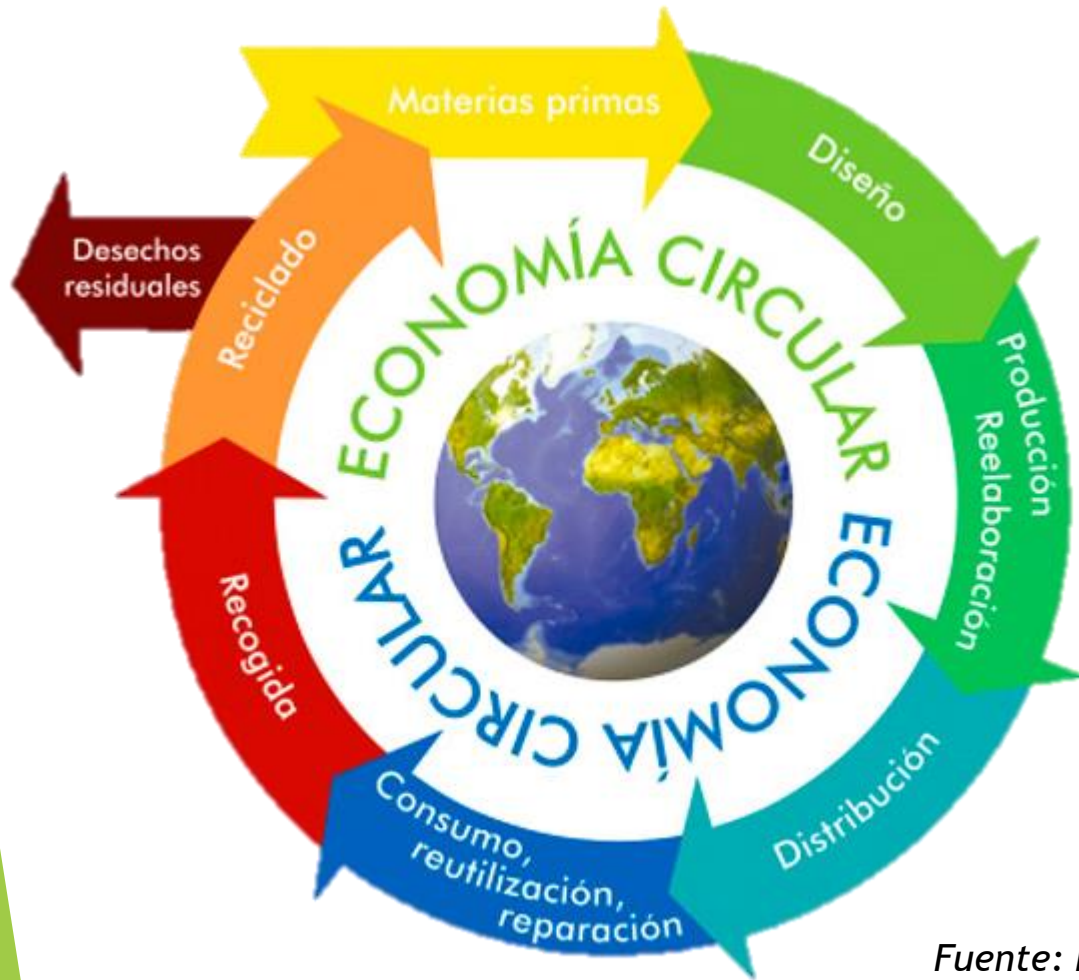 Materias primas
Diseño
Producción
Reelaboración
Distribución
Consumo,
reutilización,
reparación
Recogida
Reciclado
Desechos
residuales
ECONOMÍA CIRCULAR
ECONOMÍA CIRCULAR
Fuente: